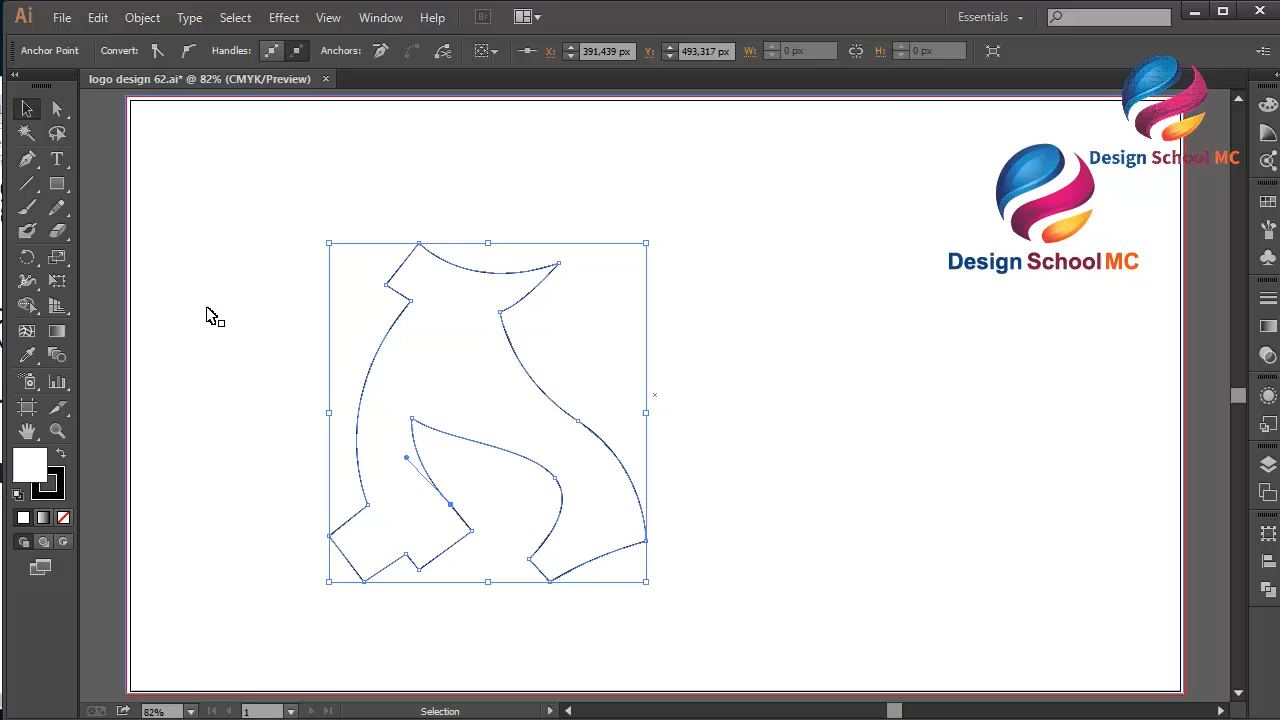 Ai File Edit Object Type Select Effect View Window Help Br Essentials
Anchor Point Convert: Handles: Anchors: X: 391,439 px Y: 493,317 px W: 0 px H: 0 px
logo design 62.ai* @ 82% (CMYK/Preview) ×
Design School MC
Design School MC
82% 1 Selection